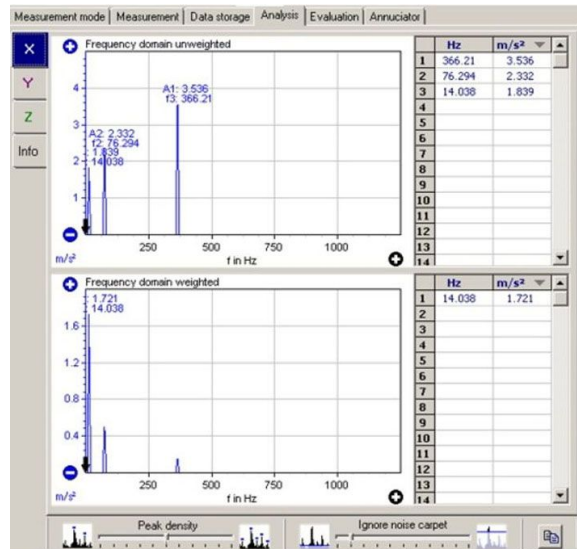 Measurement mode Measurement Data storage Analysis Evaluation Annuciator
X
Y
Z
Info
Frequency domain unweighted
4
3
2
1
A1: 3.536
f3: 366.21
A2: 2.332
f2: 76.294
: 1.839
14.038
m/s²
250 500 750 1000
f in Hz
Hz m/s²
1 366.21 3.536
2 76.294 2.332
3 14.038 1.839
4
5
6
7
8
9
10
11
12
13
14
Frequency domain weighted
: 1.721
14.038
1.6
1.2
0.8
0.4
m/s²
250 500 750 1000
f in Hz
Hz m/s²
1 14.038 1.721
2
3
4
5
6
7
8
9
10
11
12
13
14
Peak density
Ignore noise carpet